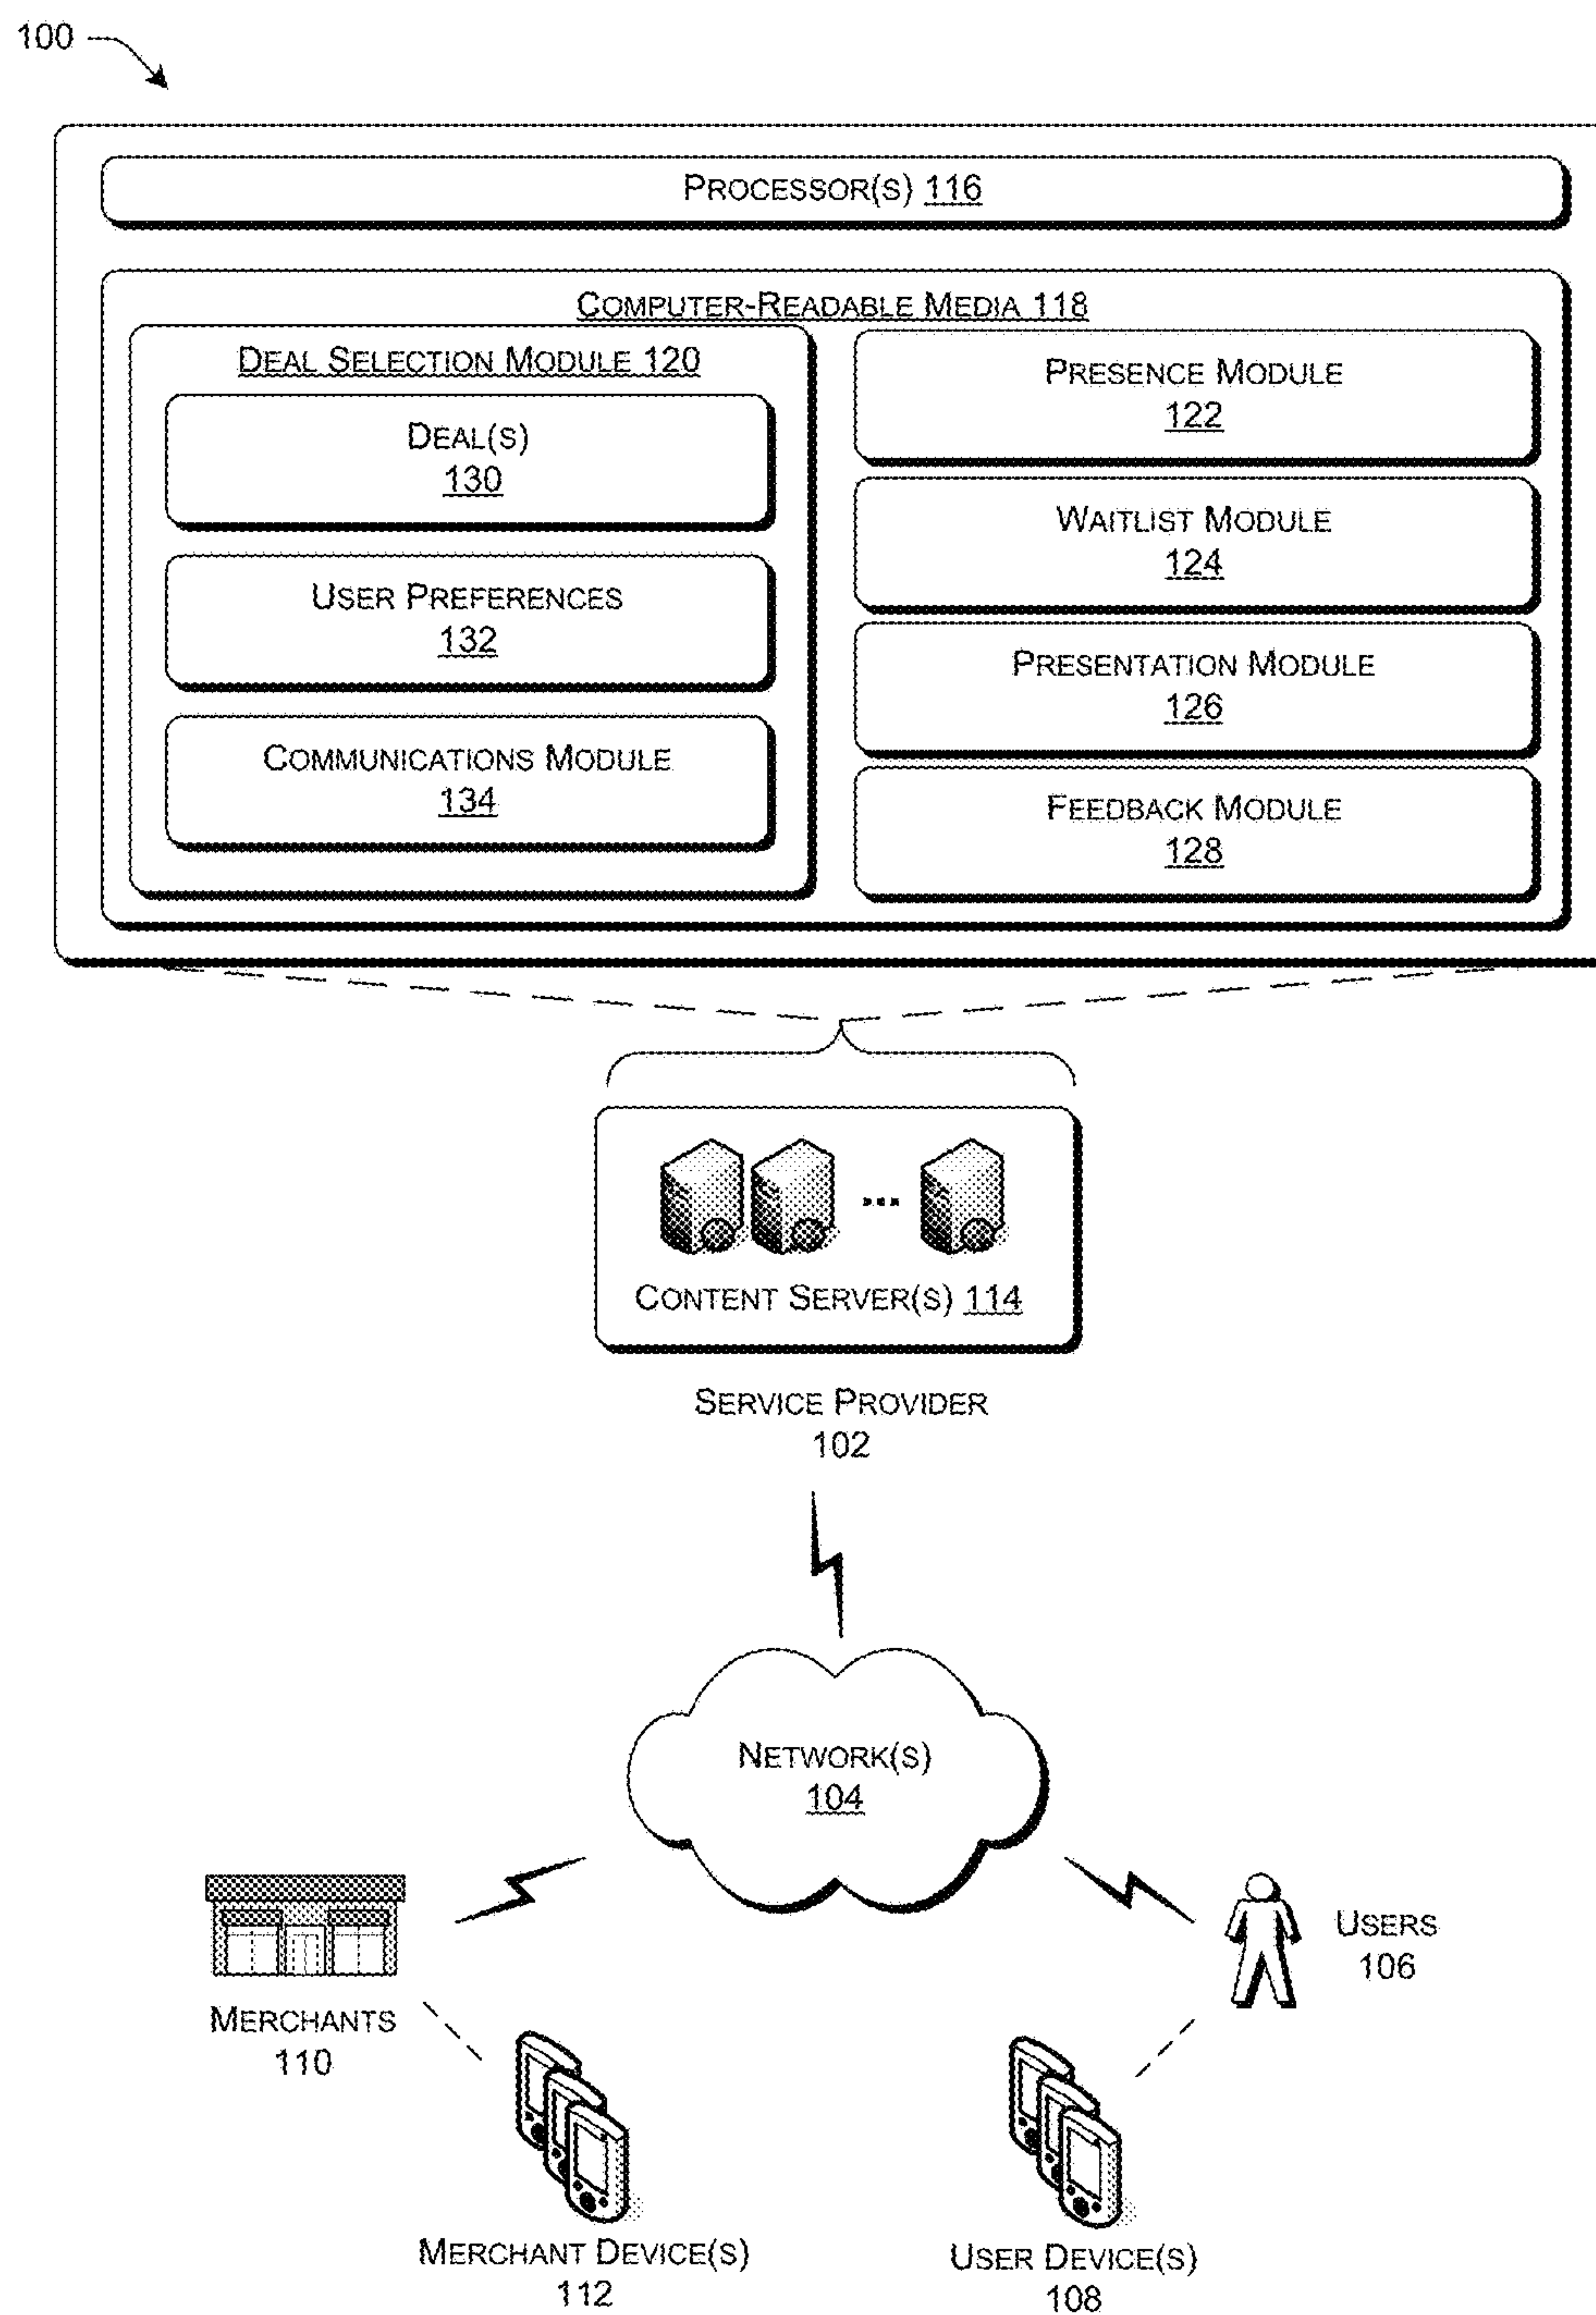 100
PROCESSOR(S) 116
COMPUTER-READABLE MEDIA 118
DEAL SELECTION MODULE 120
DEAL(S)
130
USER PREFERENCES
132
COMMUNICATIONS MODULE
134
PRESENCE MODULE
122
WAITLIST MODULE
124
PRESENTATION MODULE
126
FEEDBACK MODULE
128
CONTENT SERVER(S) 114
SERVICE PROVIDER
102
NETWORK(S)
104
MERCHANTS
110
USERS
106
MERCHANT DEVICE(S)
112
USER DEVICE(S)
108